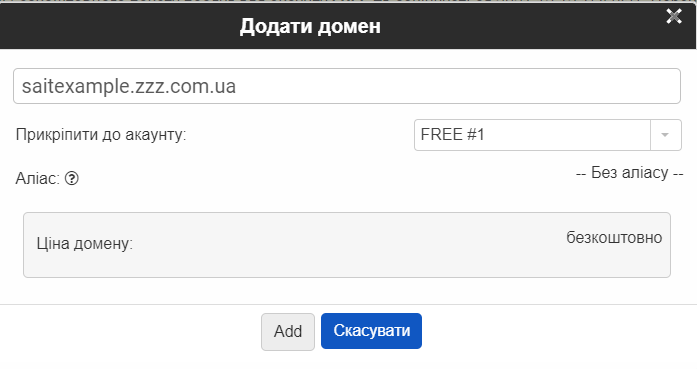 Додати домен
saitexample.zzz.com.ua
Прикріпити до акаунту: FREE #1
Аліас: -- Без аліасу --
Ціна домену: безкоштовно
Add Скасувати